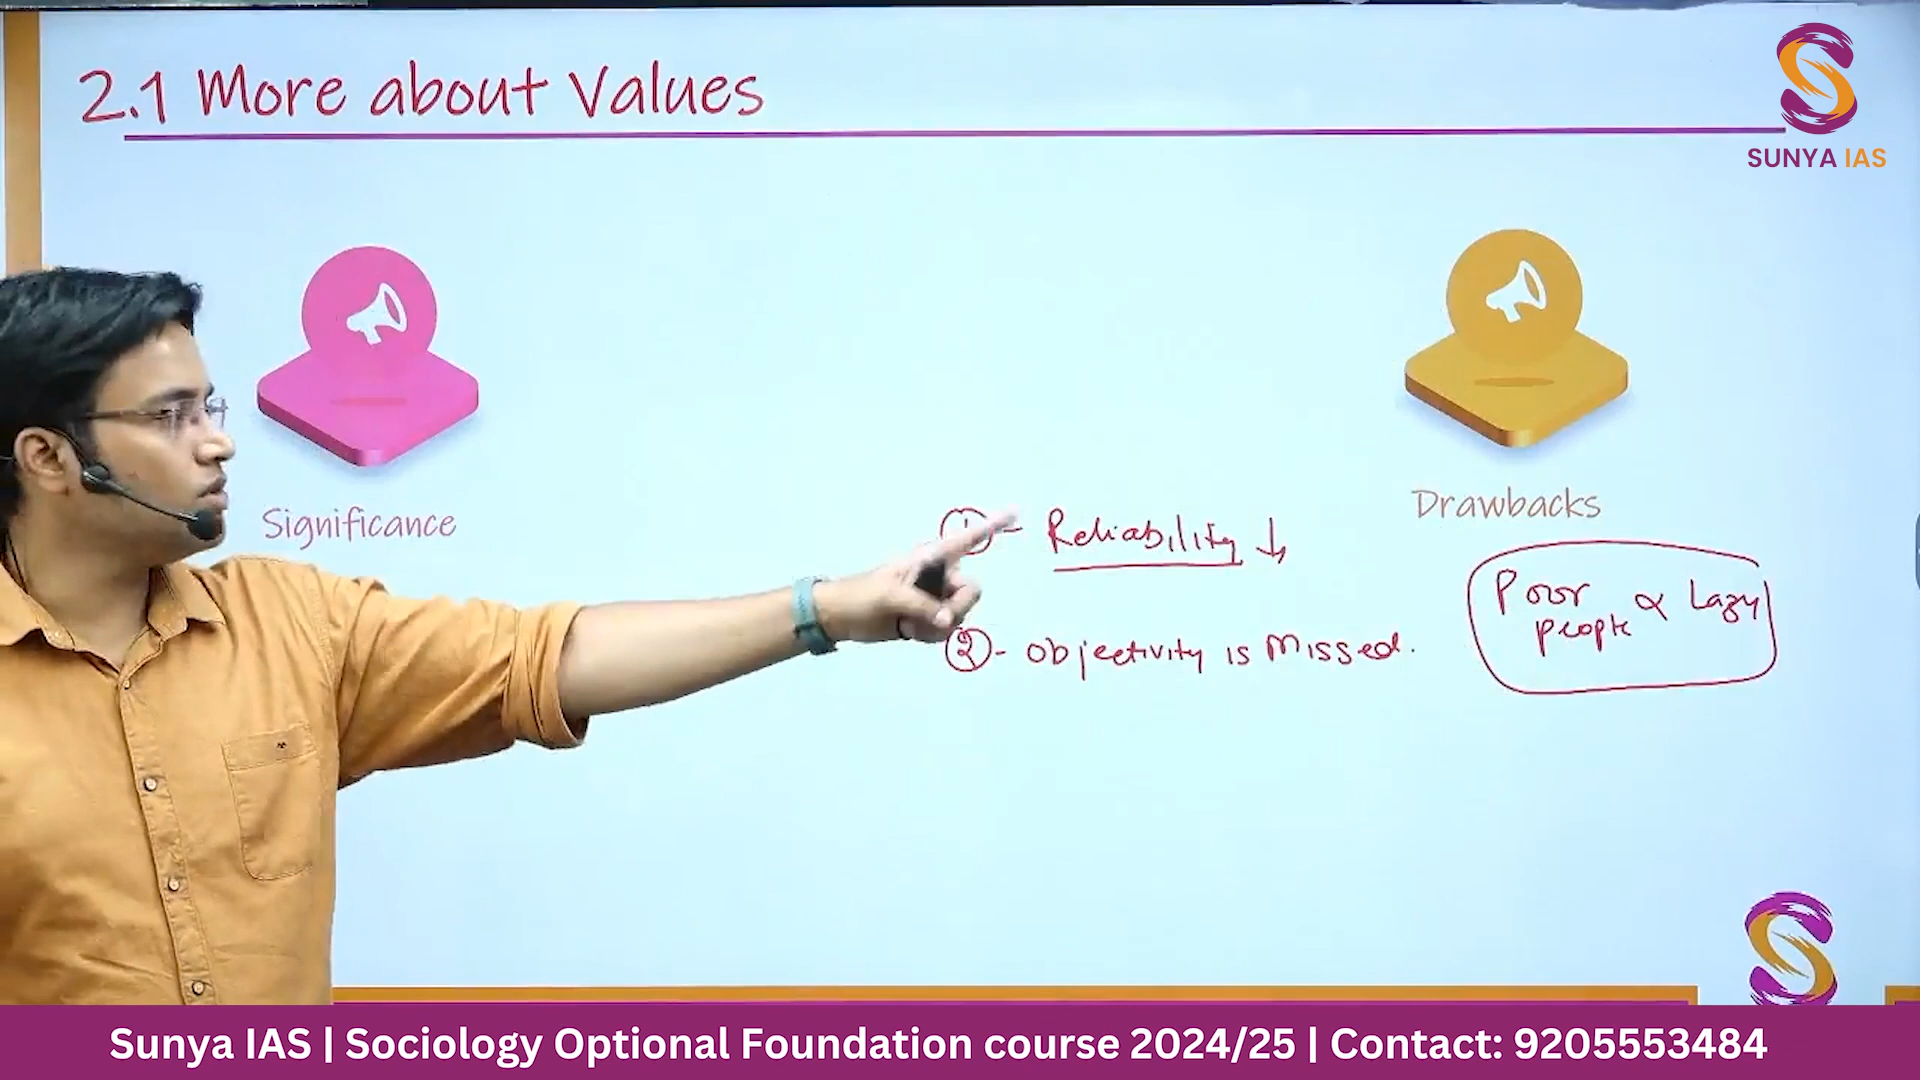 2.1 More about Values
SUNYA IAS
Significance
Drawbacks
① - Reliability ↓
② - Objectivity is Missed.
Poor people ∝ Lazy
Sunya IAS | Sociology Optional Foundation course 2024/25 | Contact: 9205553484